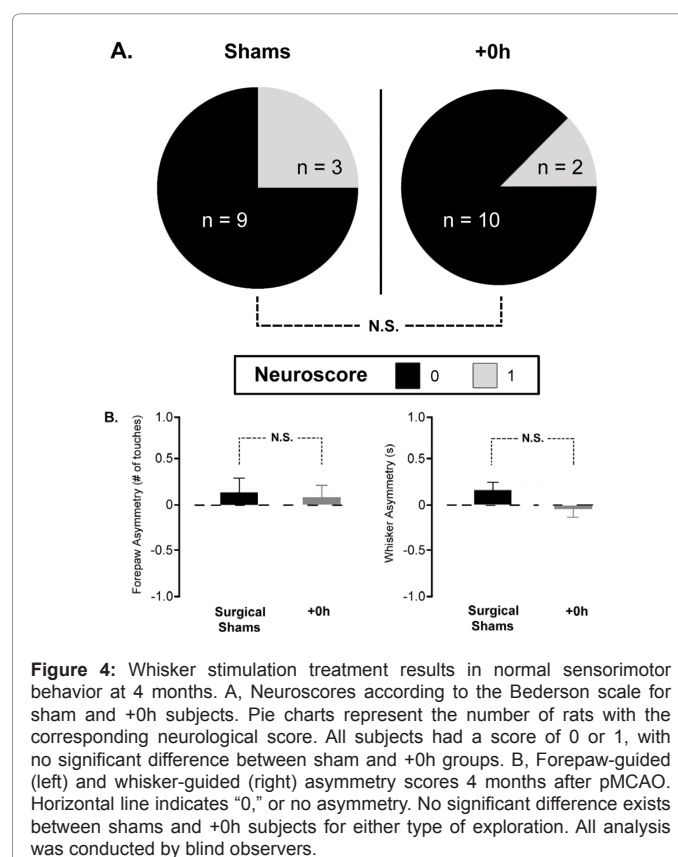 A.
Shams
+0h
n = 3
n = 9
n = 2
n = 10
N.S.
Neuroscore 0 1
B.
Forepaw Asymmetry (# of touches)
1.0
0.5
0
-0.5
-1.0
N.S.
Surgical
Shams
+0h
Whisker Asymmetry (s)
1.0
0.5
0
-0.5
-1.0
N.S.
Surgical
Shams
+0h
Figure 4: Whisker stimulation treatment results in normal sensorimotor
behavior at 4 months. A, Neuroscores according to the Bederson scale for
sham and +0h subjects. Pie charts represent the number of rats with the
corresponding neurological score. All subjects had a score of 0 or 1, with
no significant difference between sham and +0h groups. B, Forepaw-guided
(left) and whisker-guided (right) asymmetry scores 4 months after pMCAO.
Horizontal line indicates “0,” or no asymmetry. No significant difference exists
between shams and +0h subjects for either type of exploration. All analysis
was conducted by blind observers.